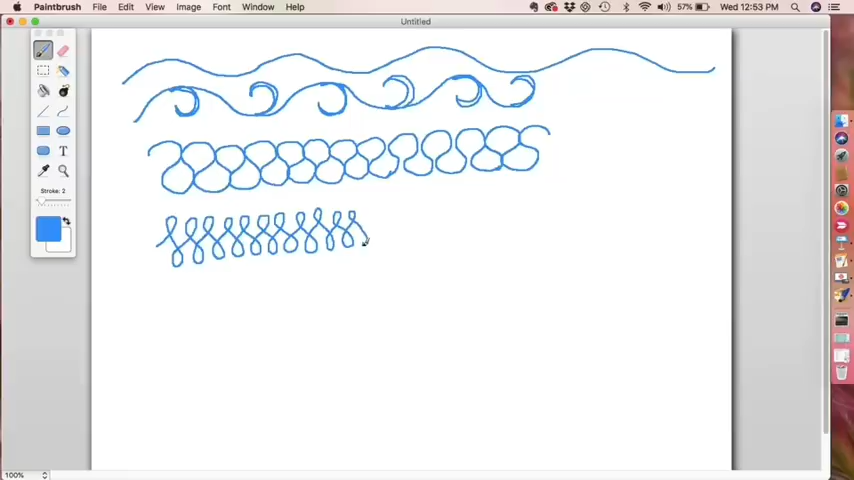 Paintbrush File Edit View Image Font Window Help 57% Wed 12:53 PM
Untitled
T
Stroke: 2
100%